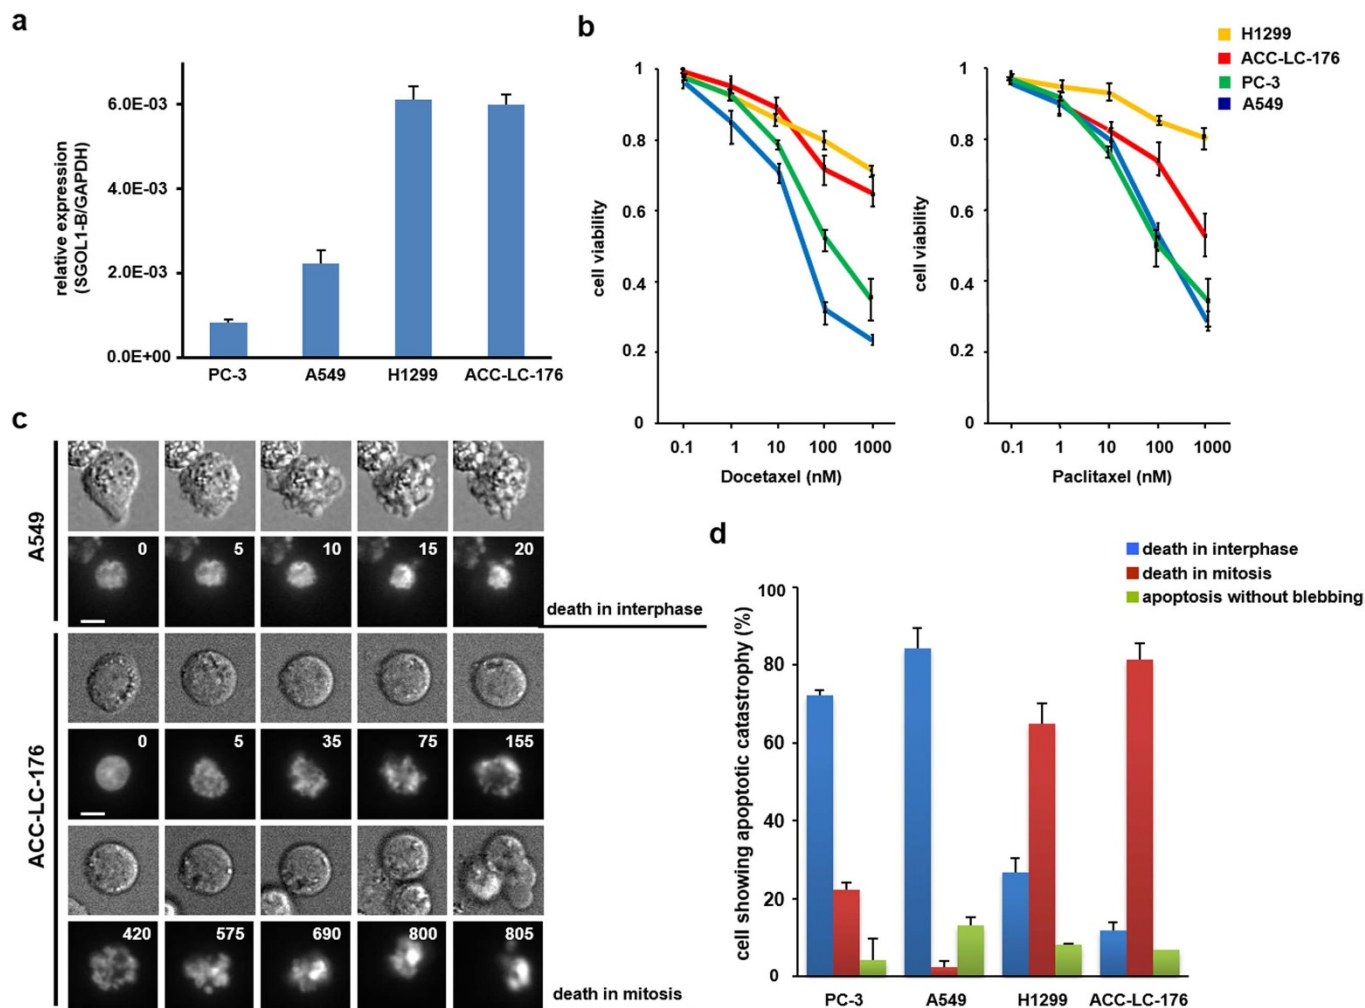 a
relative expression
(SGOL1-B/GAPDH)
6.0E-03
4.0E-03
2.0E-03
0.0E+00
PC-3 A549 H1299 ACC-LC-176
b
H1299
ACC-LC-176
PC-3
A549
cell viability
1
0.8
0.6
0.4
0.2
0
0.1 1 10 100 1000
Docetaxel (nM)
cell viability
1
0.8
0.6
0.4
0.2
0
0.1 1 10 100 1000
Paclitaxel (nM)
c
A549
0 5 10 15 20
death in interphase
ACC-LC-176
0 5 35 75 155
420 575 690 800 805
death in mitosis
d
death in interphase
death in mitosis
apoptosis without blebbing
cell showing apoptotic catastrophy (%)
100
80
60
40
20
0
PC-3 A549 H1299 ACC-LC-176